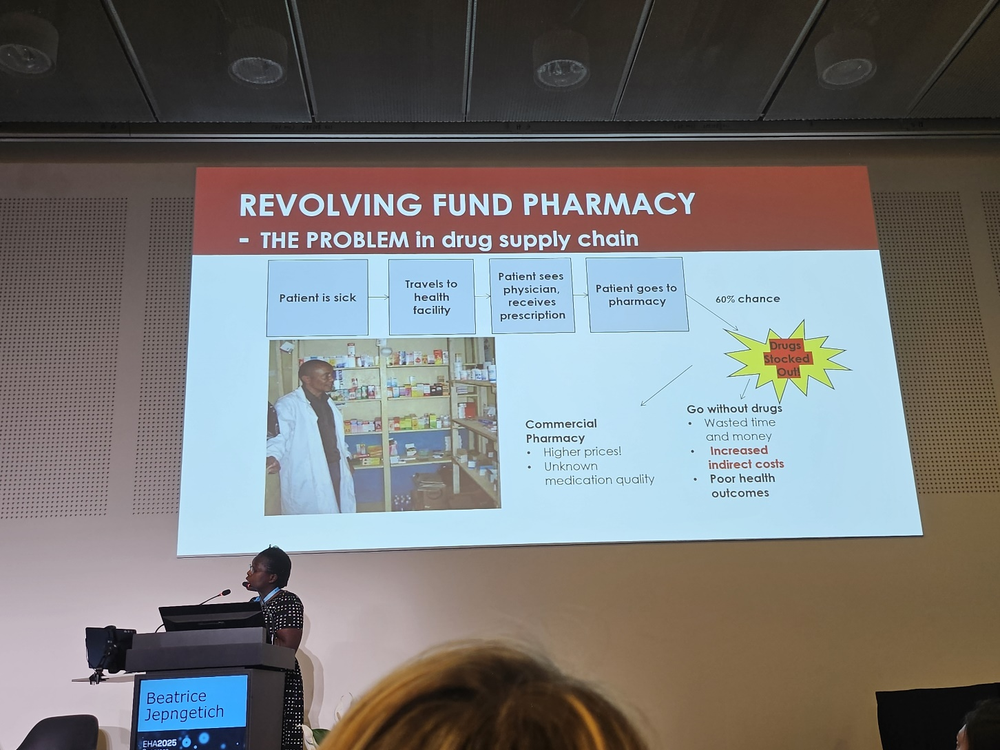 REVOLVING FUND PHARMACY
- THE PROBLEM in drug supply chain
Patient is sick
Travels to
health
facility
Patient sees
physician,
receives
prescription
Patient goes to
pharmacy
60% chance
Drugs
Stocked
Out!
Commercial
Pharmacy
• Higher prices!
• Unknown
medication quality
Go without drugs
• Wasted time
and money
• Increased
indirect costs
• Poor health
outcomes
Beatrice
Jepngetich
EHA2025